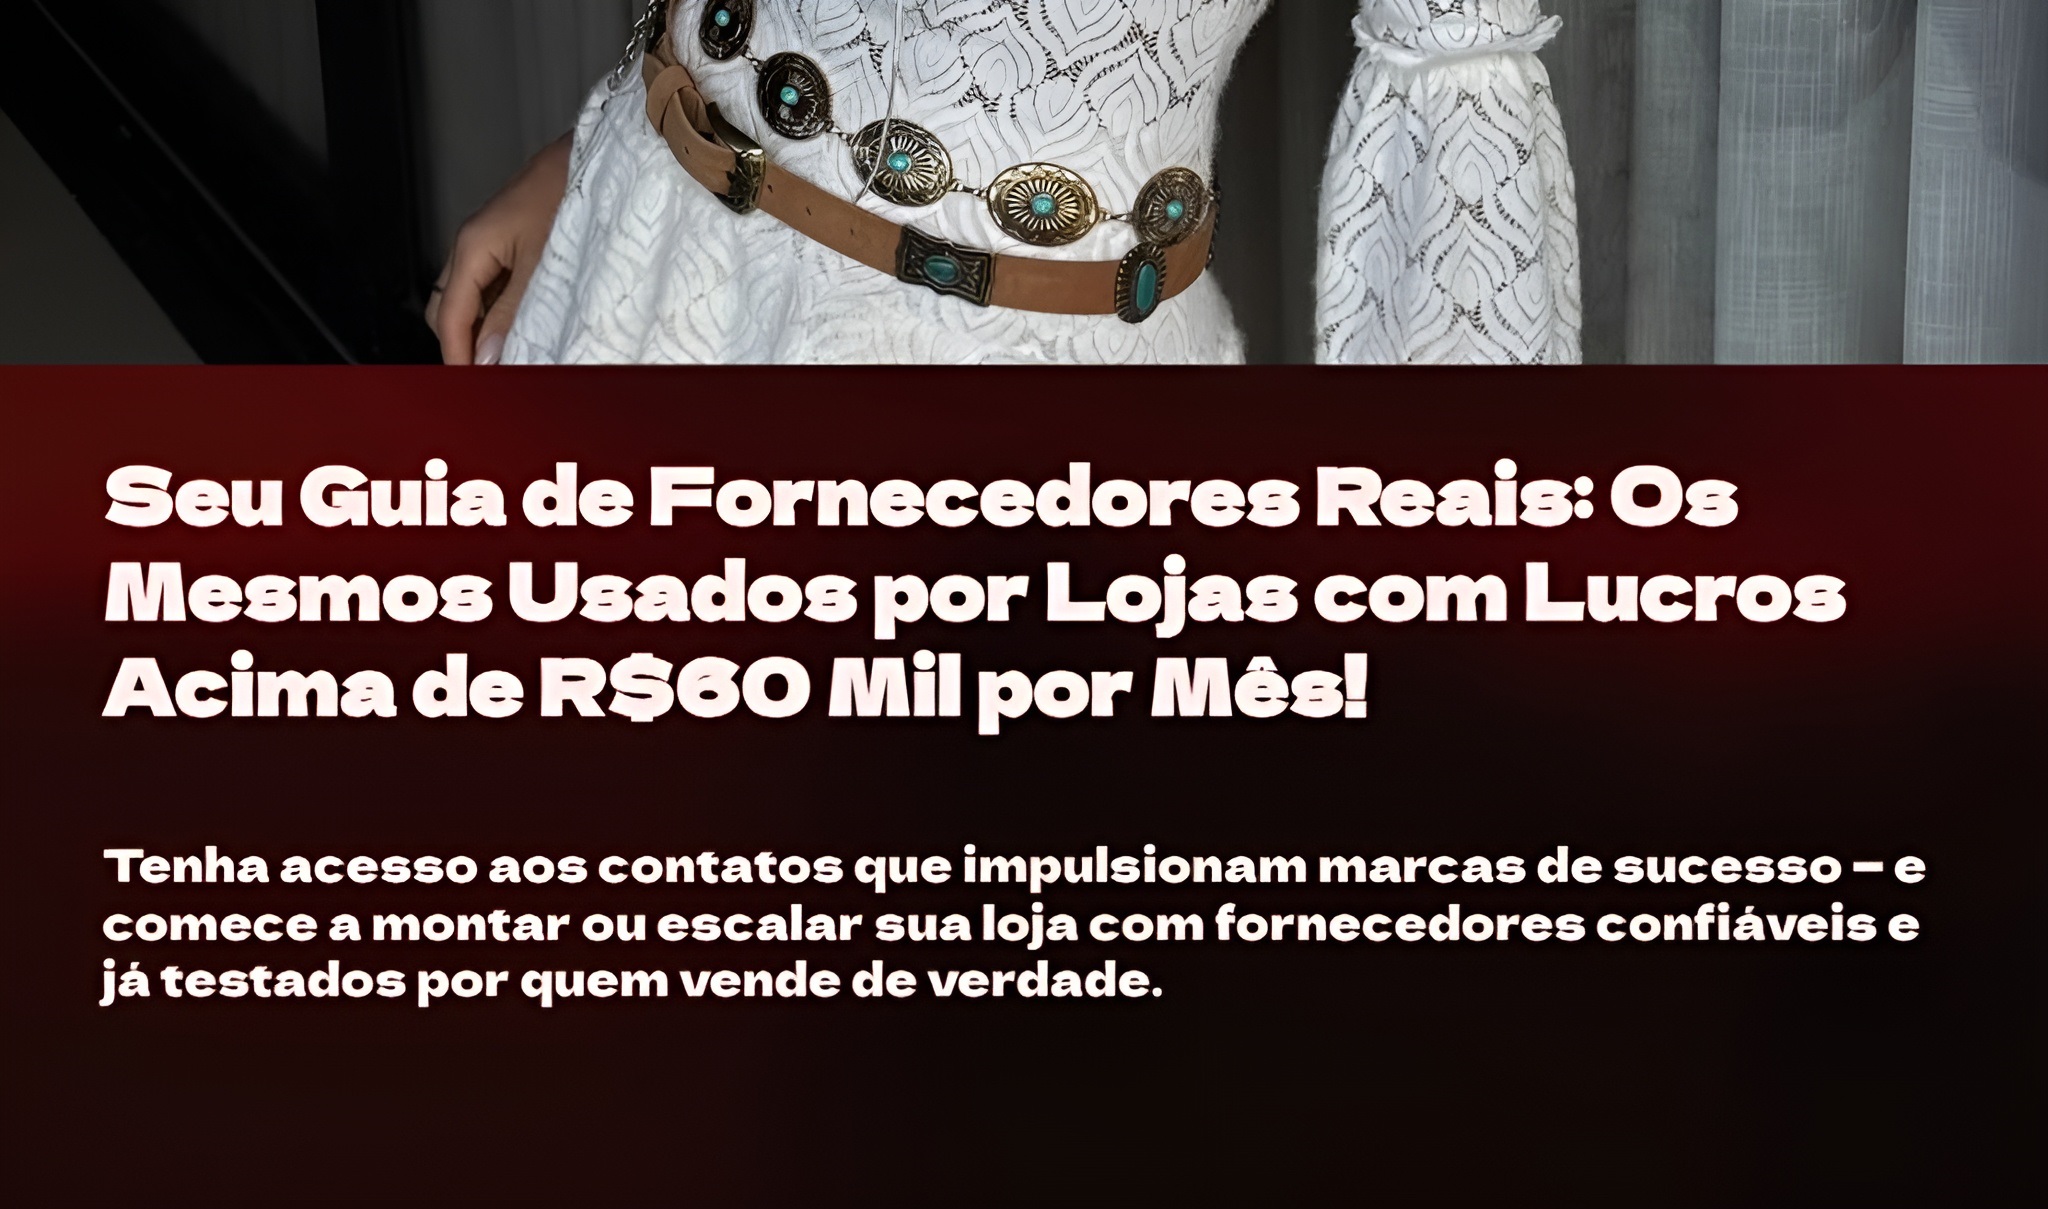 Seu Guia de Fornecedores Reais: Os
Mesmos Usados por Lojas com Lucros
Acima de R$60 Mil por Mês!
Tenha acesso aos contatos que impulsionam marcas de sucesso – e
comece a montar ou escalar sua loja com fornecedores confiáveis e
já testados por quem vende de verdade.